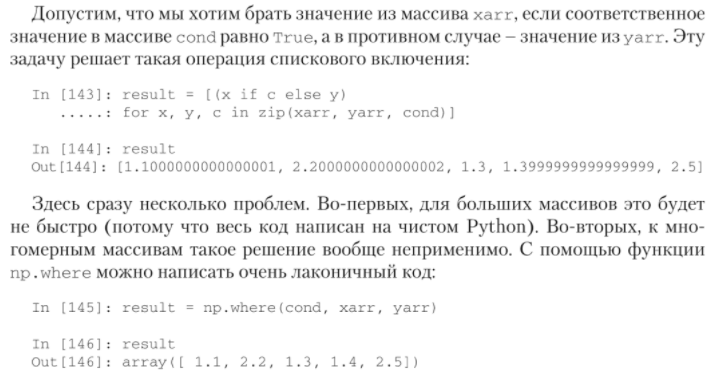 Допустим, что мы хотим брать значение из массива xarr, если соответственное
значение в массиве cond равно True, а в противном случае – значение из yarr. Эту
задачу решает такая операция спискового включения:
In [143]: result = [(x if c else y)
.....: for x, y, c in zip(xarr, yarr, cond)]
In [144]: result
Out[144]: [1.1000000000000001, 2.2000000000000002, 1.3, 1.3999999999999999, 2.5]
Здесь сразу несколько проблем. Во-первых, для больших массивов это будет
не быстро (потому что весь код написан на чистом Python). Во-вторых, к мно-
гомерным массивам такое решение вообще неприменимо. С помощью функции
np.where можно написать очень лаконичный код:
In [145]: result = np.where(cond, xarr, yarr)
In [146]: result
Out[146]: array([ 1.1, 2.2, 1.3, 1.4, 2.5])